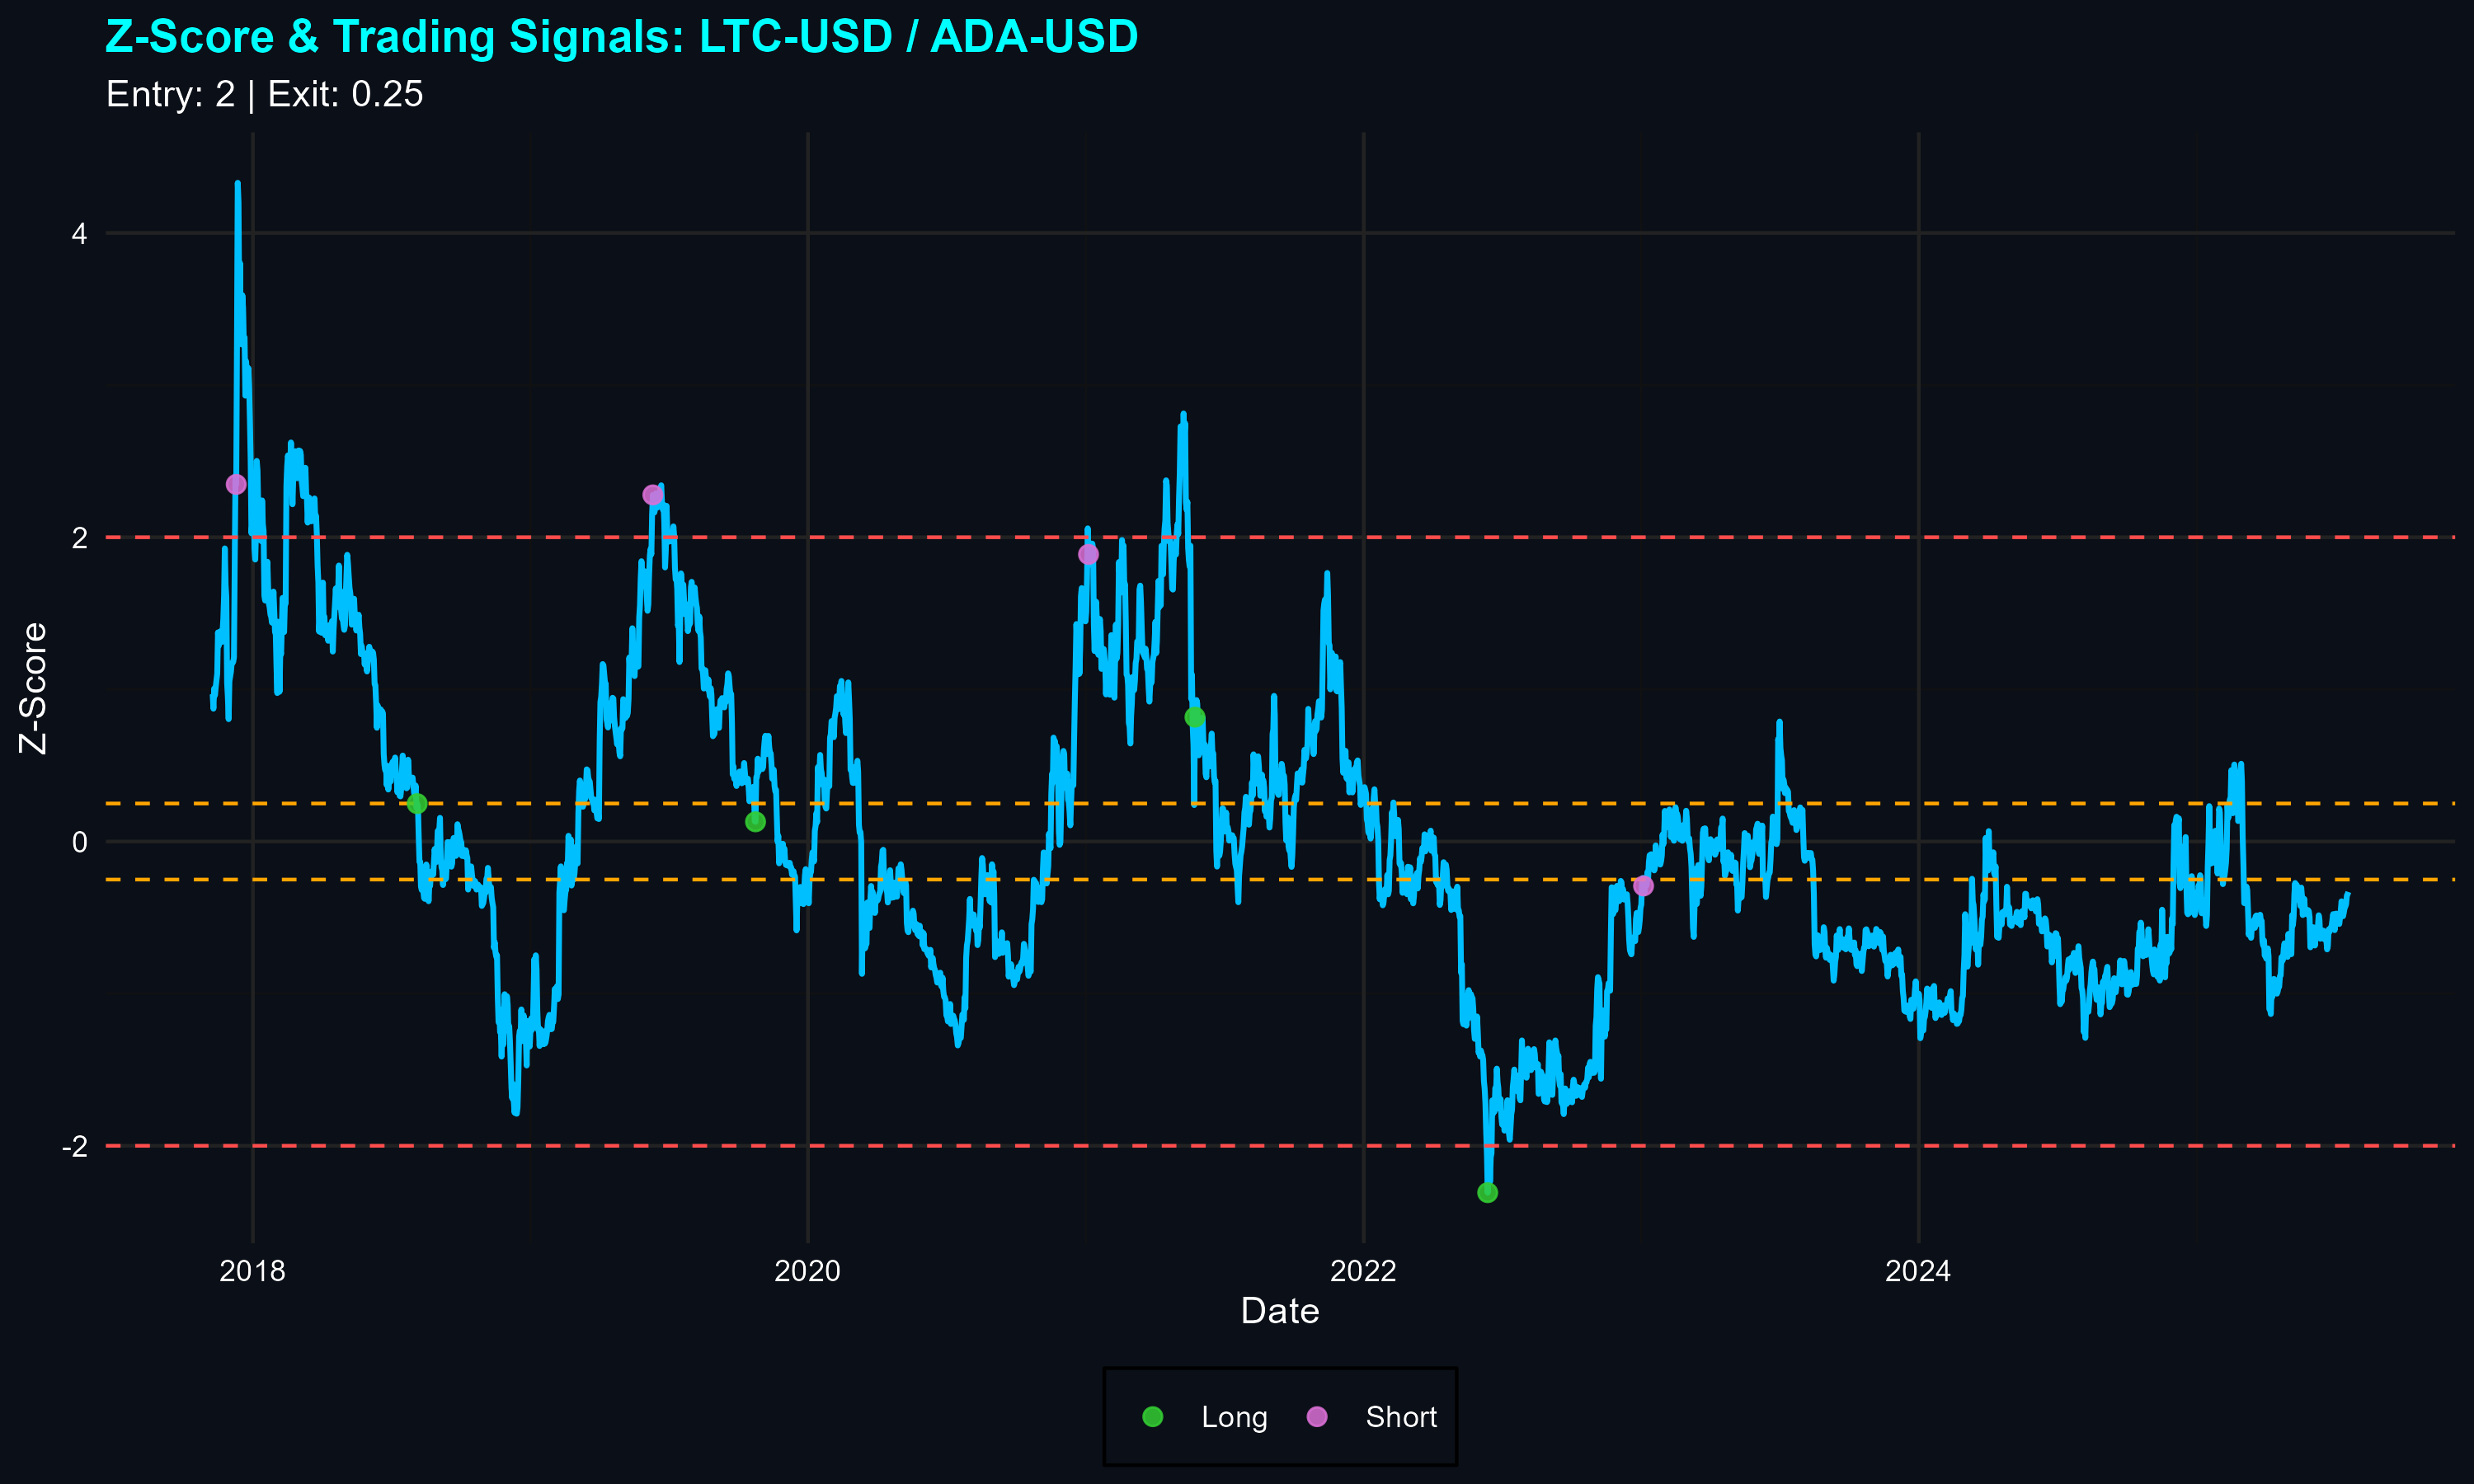 Z-Score & Trading Signals: LTC-USD / ADA-USD
Entry: 2 | Exit: 0.25
Z-Score
4
2
0
-2
2018 2020 2022 2024
Date
Long Short